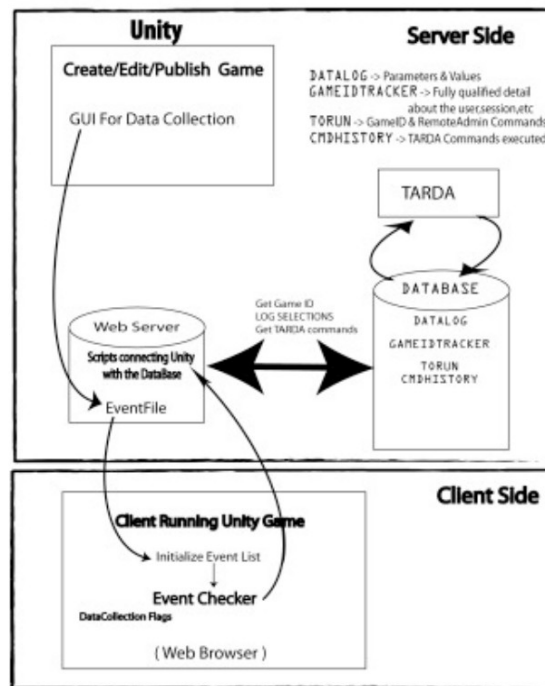 Unity
Server Side
Create/Edit/Publish Game
GUI For Data Collection
DATALOG -> Parameters & Values
GAMEIDTRACKER -> Fully qualified detail
about the user,session,etc
TORUN -> GameID & RemoteAdmin Commands
CMDHISTORY -> TARDA Commands executed
TARDA
DATABASE
DATALOG
GAMEIDTRACKER
TORUN
CMDHISTORY
Get Game ID
LOG SELECTIONS
Get TARDA commands
Web Server
Scripts connecting Unity
with the DataBase
EventFile
Client Side
Client Running Unity Game
Initialize Event List
Event Checker
DataCollection Flags
( Web Browser )